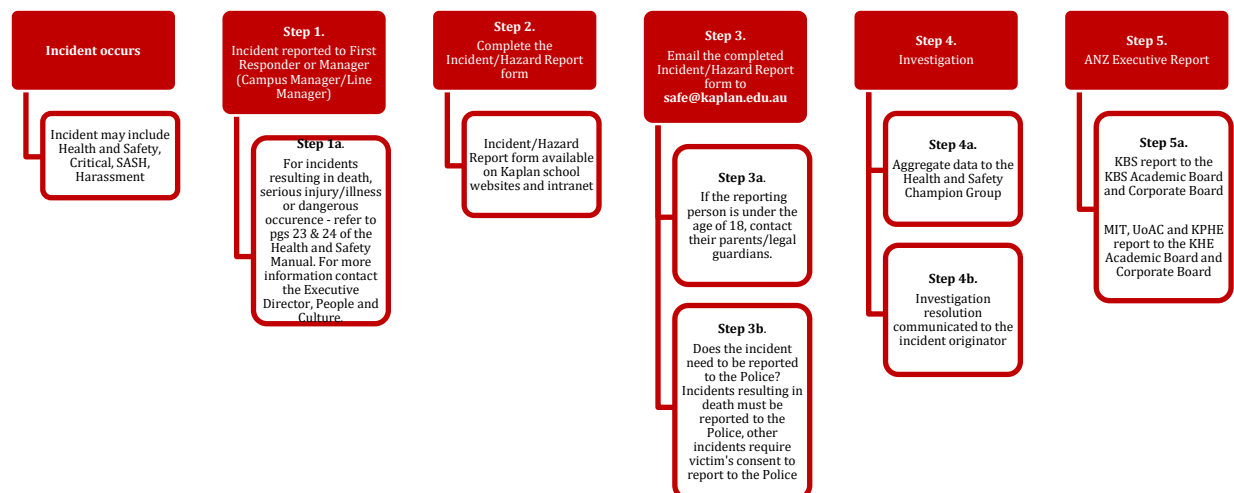 Incident occurs
Incident may include
Health and Safety,
Critical, SASH,
Harassment
Step 1.
Incident reported to First
Responder or Manager
(Campus Manager/Line
Manager)
Step 1a.
For incidents
resulting in death,
serious injury/illness
or dangerous
occurence - refer to
pgs 23 & 24 of the
Health and Safety
Manual. For more
information contact
the Executive
Director, People and
Culture.
Step 2.
Complete the
Incident/Hazard Report
form
Incident/Hazard
Report form available
on Kaplan school
websites and intranet
Step 3.
Email the completed
Incident/Hazard Report
form to
safe@kaplan.edu.au
Step 3a.
If the reporting
person is under the
age of 18, contact
their parents/legal
guardians.
Step 3b.
Does the incident
need to be reported
to the Police?
Incidents resulting in
death must be
reported to the
Police, other
incidents require
victim's consent to
report to the Police
Step 4.
Investigation
Step 4a.
Aggregate data to the
Health and Safety
Champion Group
Step 4b.
Investigation
resolution
communicated to the
incident originator
Step 5.
ANZ Executive Report
Step 5a.
KBS report to the
KBS Academic Board
and Corporate Board
MIT, UoAC and KPHE
report to the KHE
Academic Board and
Corporate Board